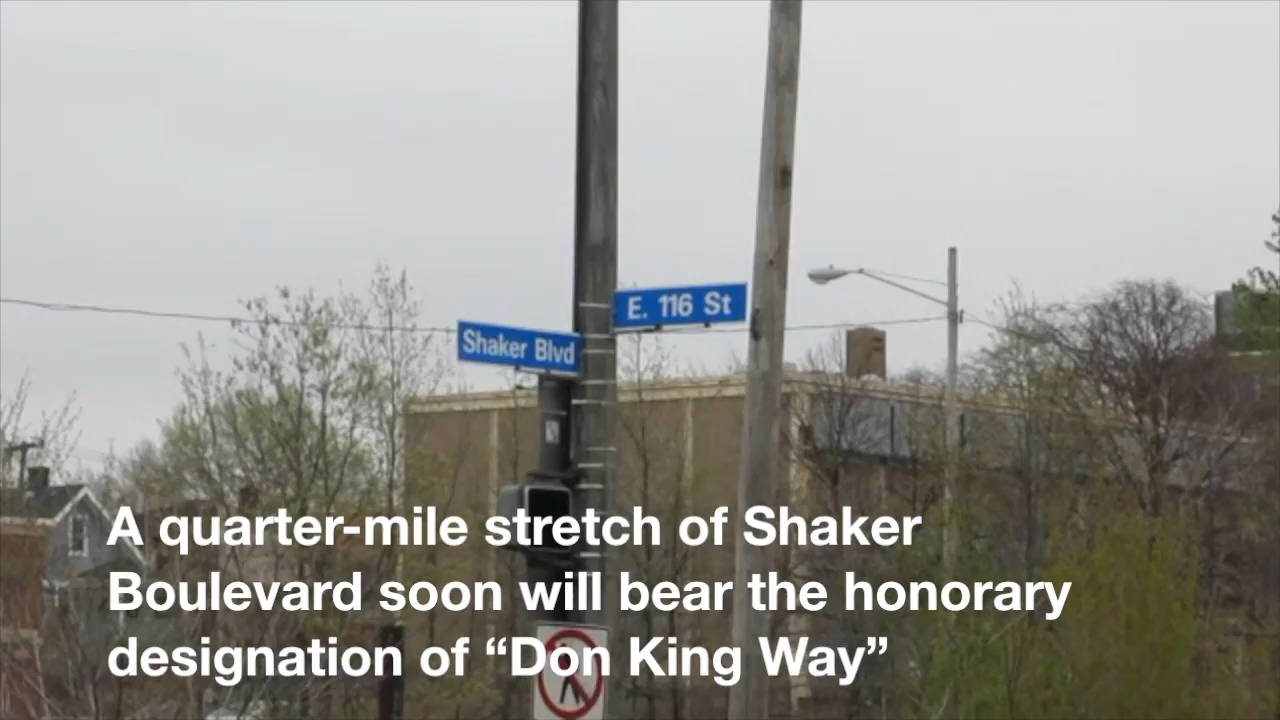 E. 116 St
Shaker Blvd
A quarter-mile stretch of Shaker
Boulevard soon will bear the honorary
designation of “Don King Way”